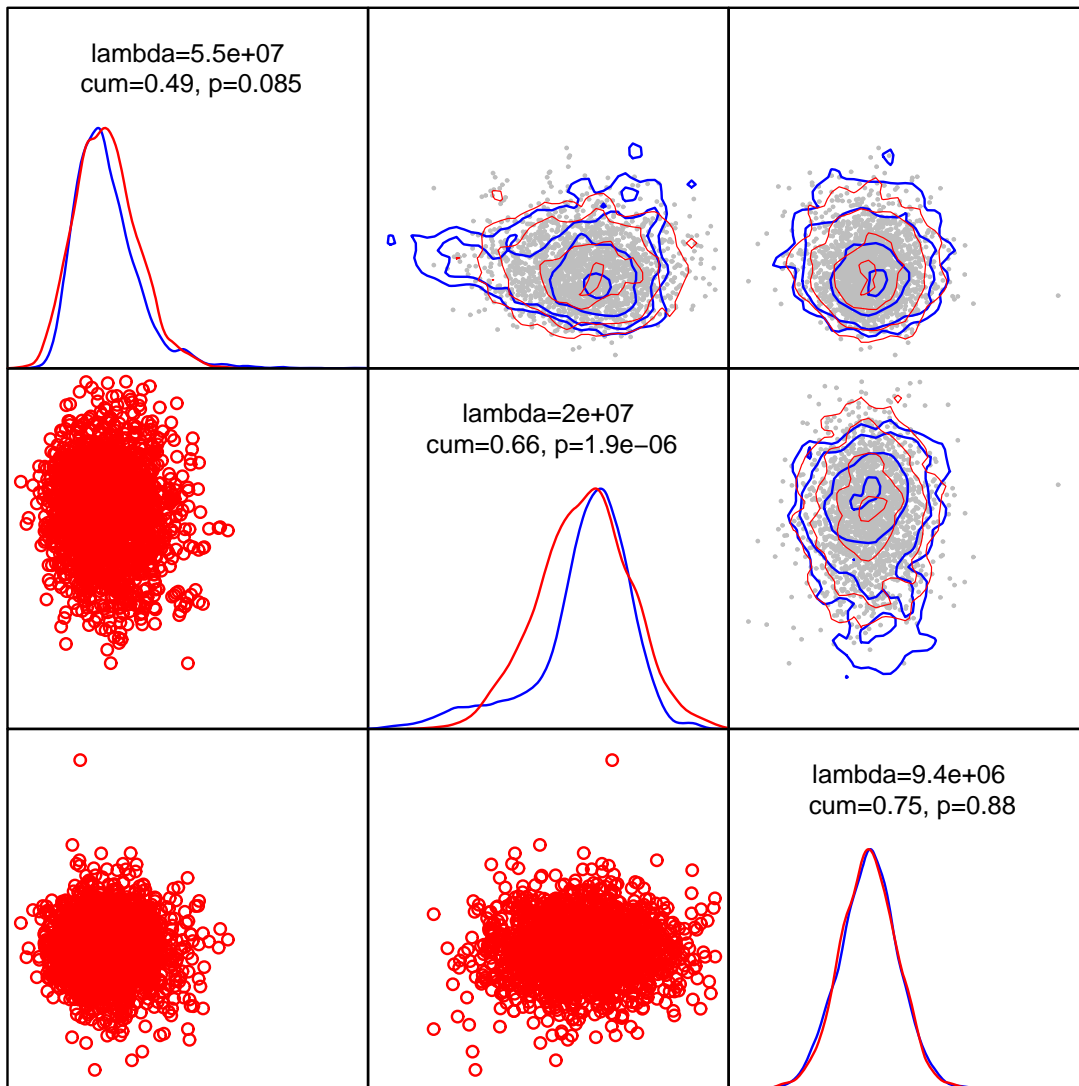 lambda=5.5e+07
cum=0.49, p=0.085
lambda=2e+07
cum=0.66, p=1.9e−06
lambda=9.4e+06
cum=0.75, p=0.88